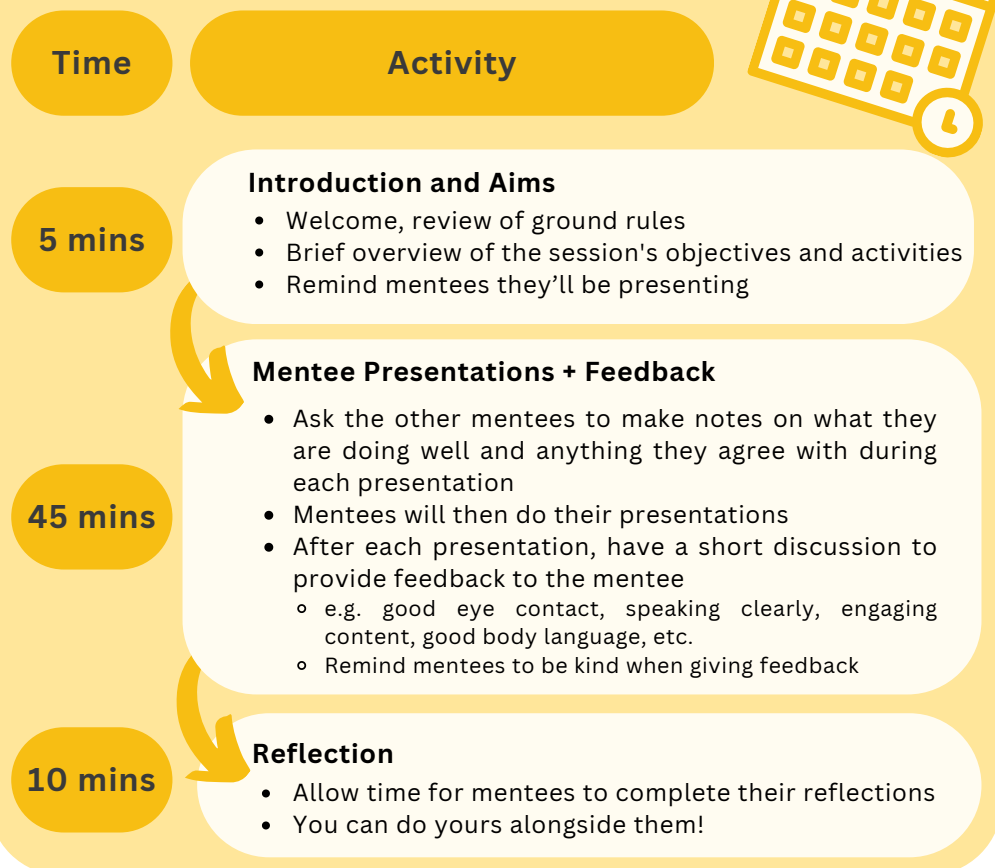 Time
Activity
Introduction and Aims
5 mins
• Welcome, review of ground rules
• Brief overview of the session's objectives and activities
• Remind mentees they’ll be presenting
Mentee Presentations + Feedback
45 mins
• Ask the other mentees to make notes on what they
are doing well and anything they agree with during
each presentation
• Mentees will then do their presentations
• After each presentation, have a short discussion to
provide feedback to the mentee
◦ e.g. good eye contact, speaking clearly, engaging
content, good body language, etc.
◦ Remind mentees to be kind when giving feedback
Reflection
10 mins
• Allow time for mentees to complete their reflections
• You can do yours alongside them!